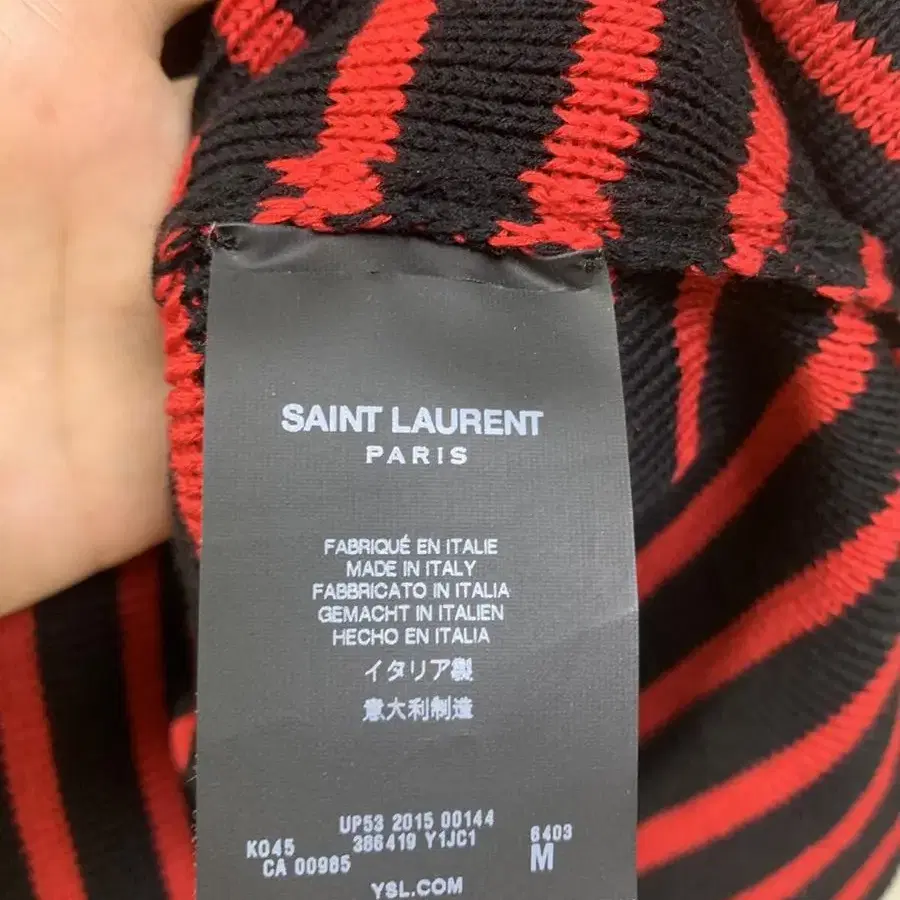 SAINT LAURENT
PARIS
FABRIQUÉ EN ITALIE
MADE IN ITALY
FABBRICATO IN ITALIA
GEMACHT IN ITALIEN
HECHO EN ITALIA
イタリア製
意大利制造
UP53 2015 00144
K045 386419 Y1JC1 6403
CA 00985 M
YSL.COM